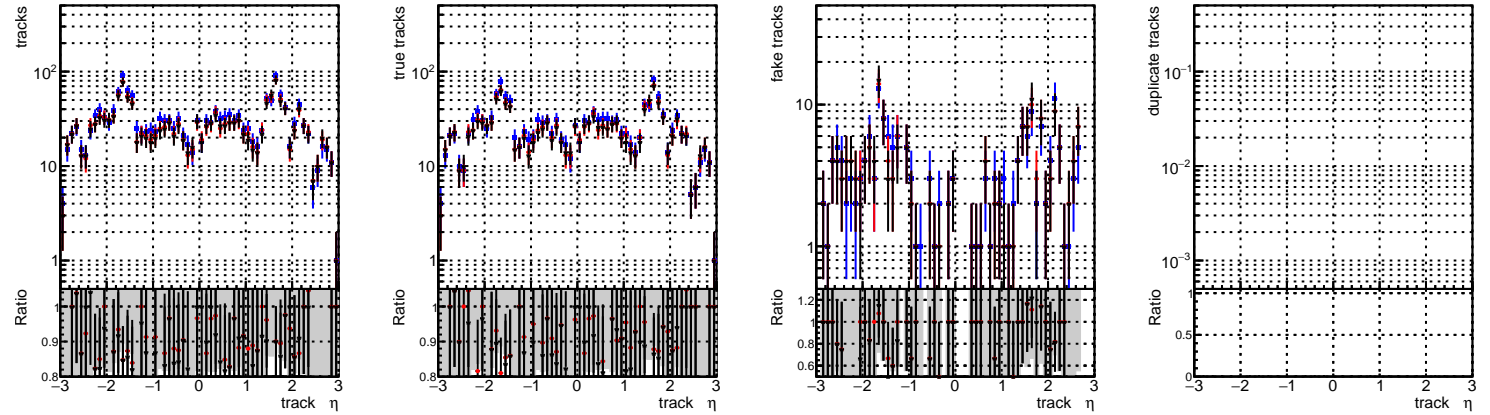 tracks
10²
10
1
Ratio
1
0.9
0.8
−3 −2 −1 0 1 2 3
track η
true tracks
10²
10
1
Ratio
1
0.9
0.8
−3 −2 −1 0 1 2 3
track η
fake tracks
10
1
Ratio
1.2
1
0.8
0.6
−3 −2 −1 0 1 2 3
track η
duplicate tracks
10⁻¹
10⁻²
10⁻³
Ratio
1
0.5
0
−3 −2 −1 0 1 2 3
track η